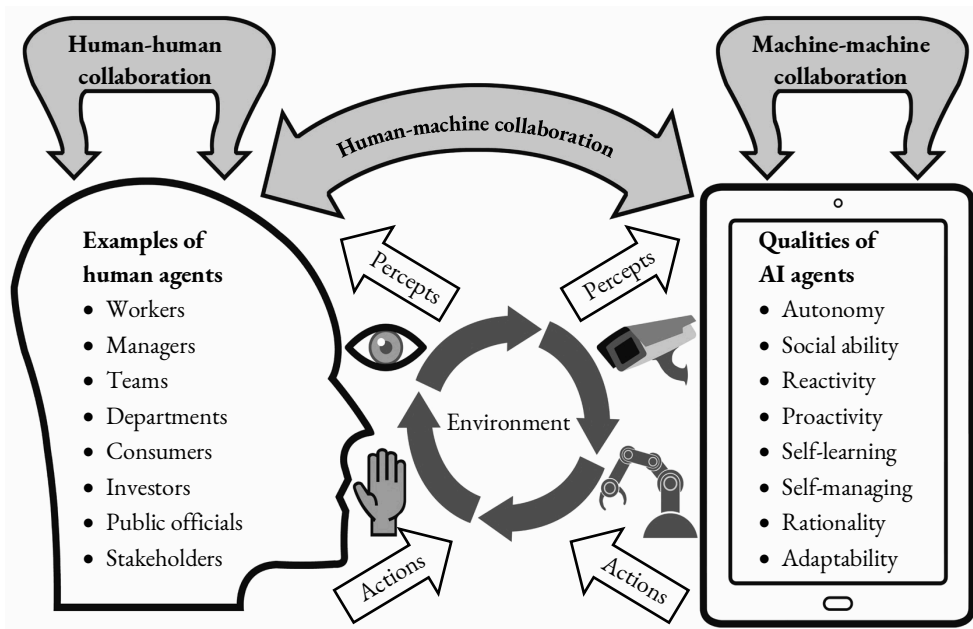 Human-human
collaboration
Machine-machine
collaboration
Human-machine collaboration
Examples of
human agents
• Workers
• Managers
• Teams
• Departments
• Consumers
• Investors
• Public officials
• Stakeholders
Percepts
Percepts
Environment
Actions
Actions
Qualities of
AI agents
• Autonomy
• Social ability
• Reactivity
• Proactivity
• Self-learning
• Self-managing
• Rationality
• Adaptability